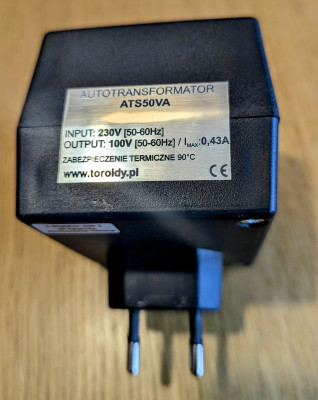 AUTOTRANSFORMATOR
ATS50VA
INPUT: 230V [50-60Hz]
OUTPUT: 100V [50-60Hz] / IMAX:0,43A
ZABEZPIECZENIE TERMICZNE 90°C
www.toroidy.pl CE